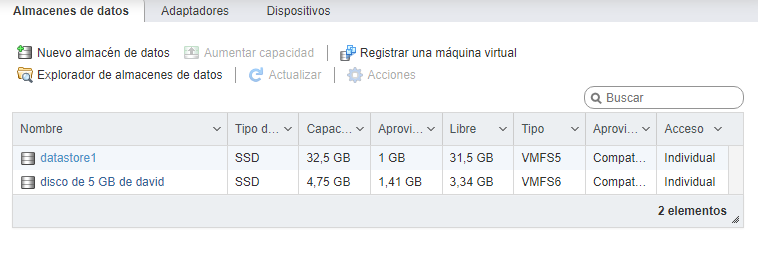 Almacenes de datos Adaptadores Dispositivos
Nuevo almacén de datos Aumentar capacidad Registrar una máquina virtual
Explorador de almacenes de datos Actualizar Acciones
Buscar
Nombre Tipo d... Capac... Aprovi... Libre Tipo Aprovi... Acceso
datastore1 SSD 32,5 GB 1 GB 31,5 GB VMFS5 Compat... Individual
disco de 5 GB de david SSD 4,75 GB 1,41 GB 3,34 GB VMFS6 Compat... Individual
2 elementos